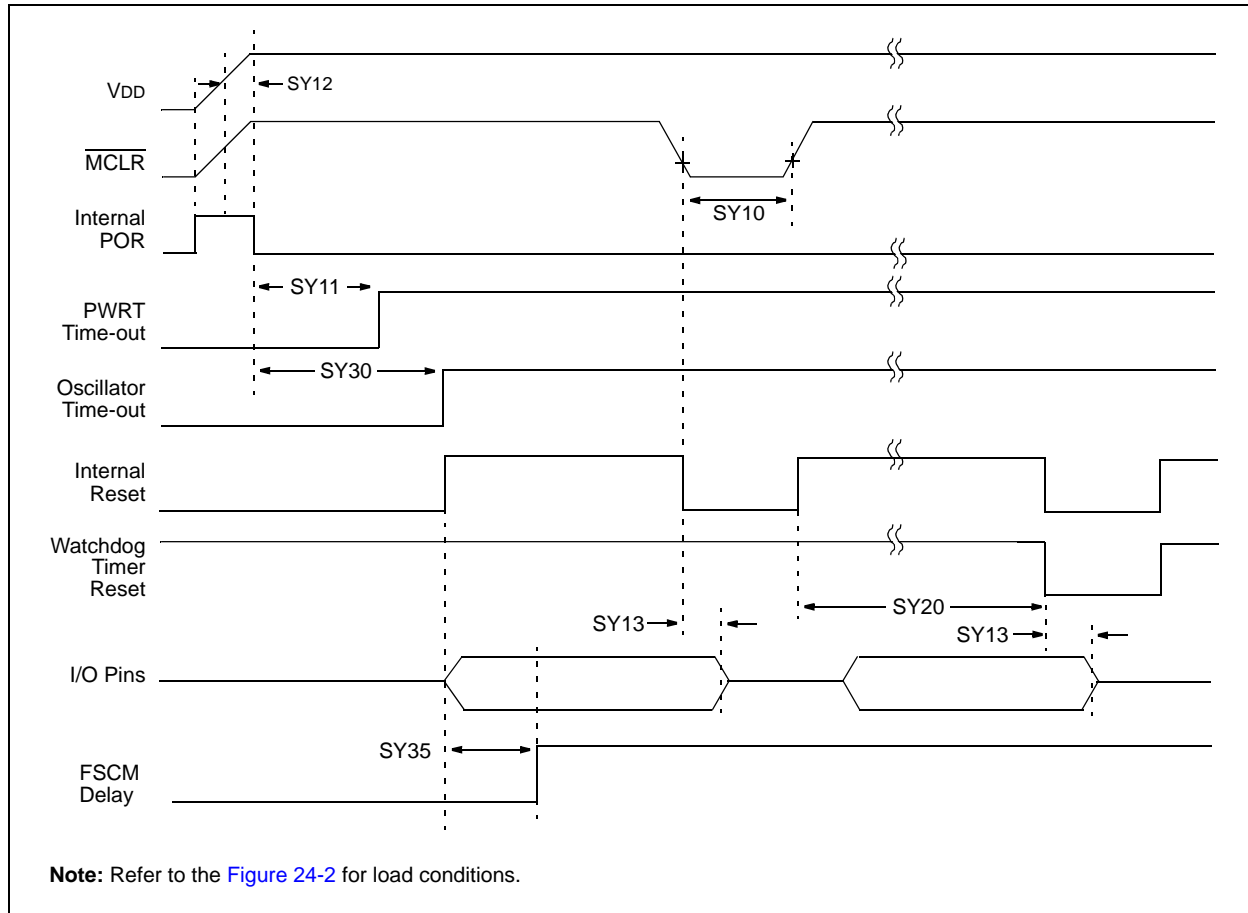 VDD
SY12
MCLR
SY10
Internal
POR
SY11
PWRT
Time-out
SY30
Oscillator
Time-out
Internal
Reset
Watchdog
Timer
Reset
SY20
SY13
SY13
I/O Pins
SY35
FSCM
Delay
Note: Refer to the Figure 24-2 for load conditions.